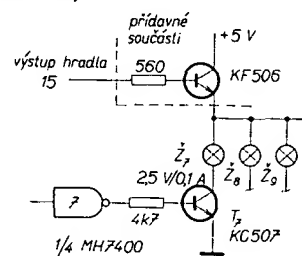 přídavné
součásti
+5 V
výstup hradla
15
560
KF506
Ž7
Ž8
Ž9
2,5 V/0,1 A
7
4k7
T7
KC507
1/4 MH7400